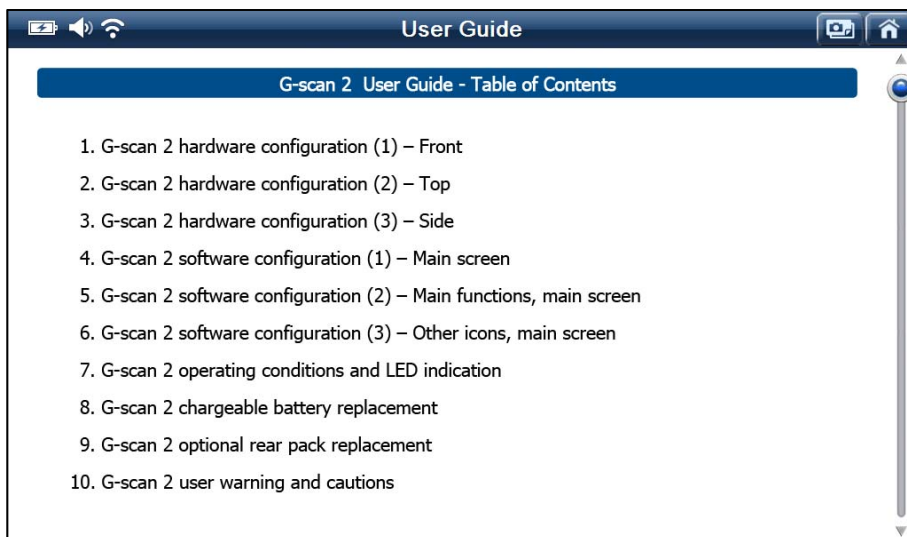 User Guide
G-scan 2 User Guide - Table of Contents
1. G-scan 2 hardware configuration (1) – Front
2. G-scan 2 hardware configuration (2) – Top
3. G-scan 2 hardware configuration (3) – Side
4. G-scan 2 software configuration (1) – Main screen
5. G-scan 2 software configuration (2) – Main functions, main screen
6. G-scan 2 software configuration (3) – Other icons, main screen
7. G-scan 2 operating conditions and LED indication
8. G-scan 2 chargeable battery replacement
9. G-scan 2 optional rear pack replacement
10. G-scan 2 user warning and cautions